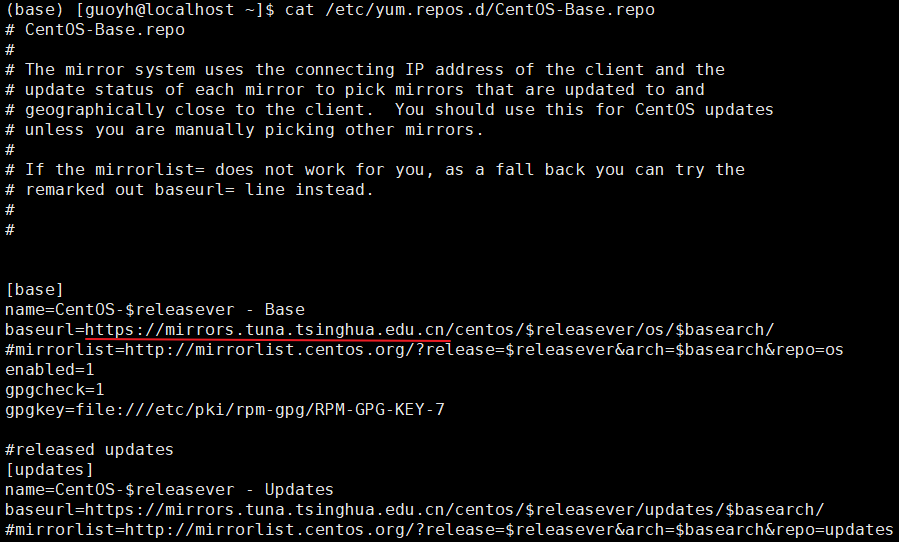 (base) [guoyh@localhost ~]$ cat /etc/yum.repos.d/CentOS-Base.repo
# CentOS-Base.repo
#
# The mirror system uses the connecting IP address of the client and the
# update status of each mirror to pick mirrors that are updated to and
# geographically close to the client.  You should use this for CentOS updates
# unless you are manually picking other mirrors.
#
# If the mirrorlist= does not work for you, as a fall back you can try the
# remarked out baseurl= line instead.
#
#
[base]
name=CentOS-$releasever - Base
baseurl=https://mirrors.tuna.tsinghua.edu.cn/centos/$releasever/os/$basearch/
#mirrorlist=http://mirrorlist.centos.org/?release=$releasever&arch=$basearch&repo=os
enabled=1
gpgcheck=1
gpgkey=file:///etc/pki/rpm-gpg/RPM-GPG-KEY-7
#released updates
[updates]
name=CentOS-$releasever - Updates
baseurl=https://mirrors.tuna.tsinghua.edu.cn/centos/$releasever/updates/$basearch/
#mirrorlist=http://mirrorlist.centos.org/?release=$releasever&arch=$basearch&repo=updates